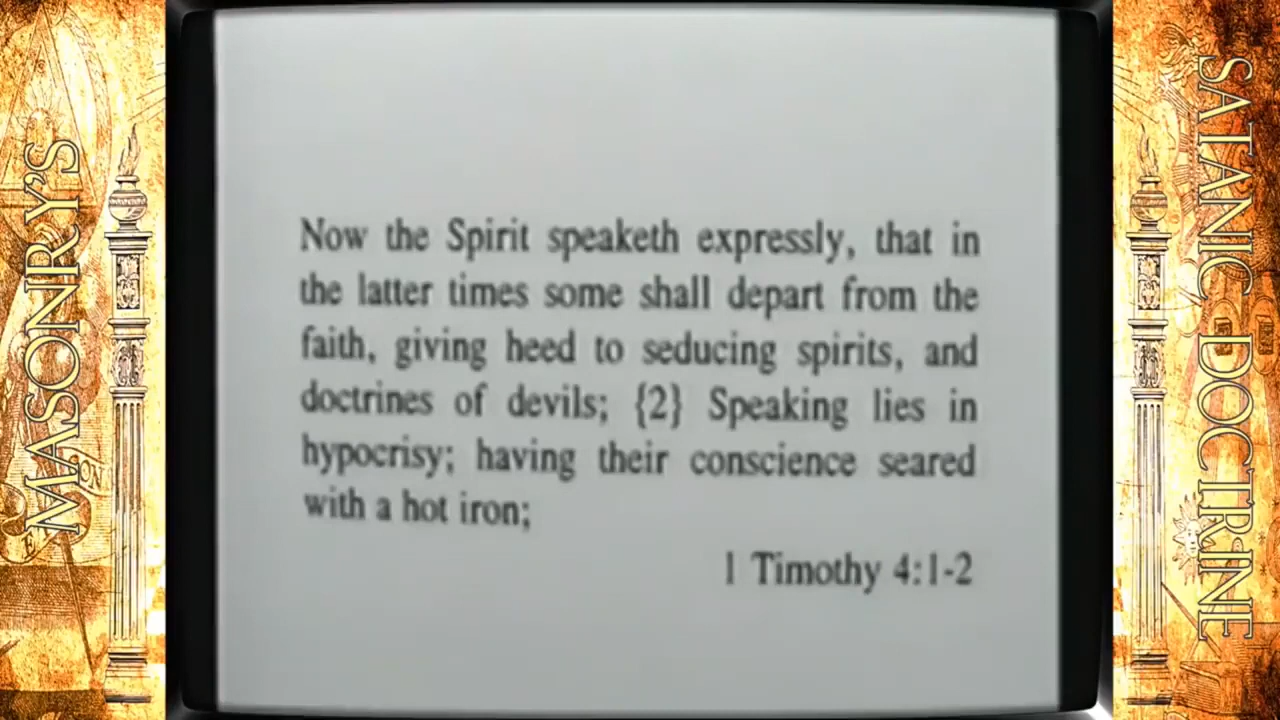 MASONRY'S
Now the Spirit speaketh expressly, that in
the latter times some shall depart from the
faith, giving heed to seducing spirits, and
doctrines of devils; {2} Speaking lies in
hypocrisy; having their conscience seared
with a hot iron;
1 Timothy 4:1-2
SATANIC DOCTRINE